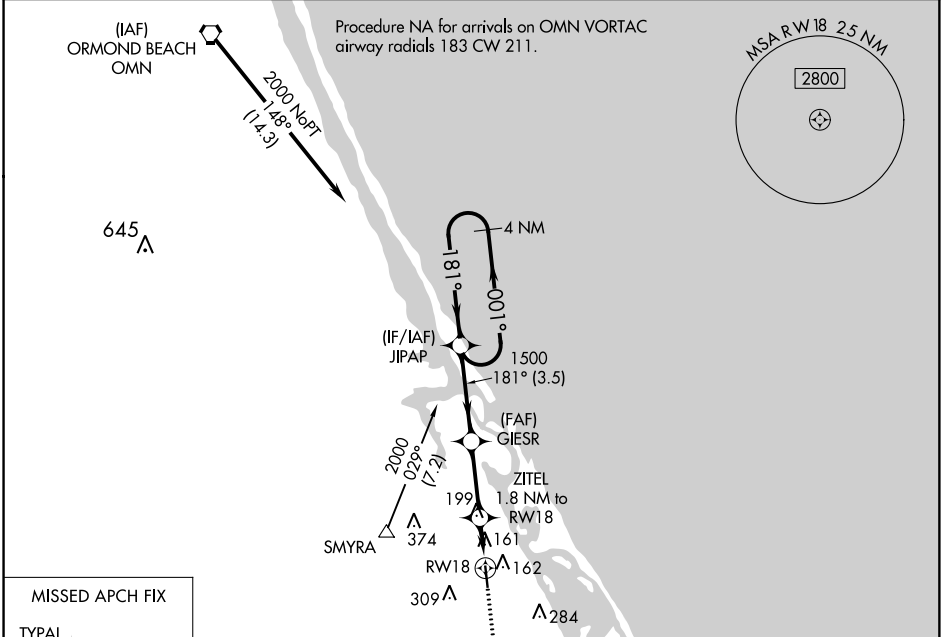 (IAF)
ORMOND BEACH
OMN
Procedure NA for arrivals on OMN VORTAC
airway radials 183 CW 211.
MSA RW18 25 NM
2800
2000 NoPT
148°
(14.3)
645
4 NM
181°
001°
(IF/IAF)
JIPAP
1500
181° (3.5)
(FAF)
GIESR
2000
029°
(7.2)
ZITEL
1.8 NM to
RW18
199
SMYRA
374
161
RW18
162
309
284
MISSED APCH FIX
TYPAL